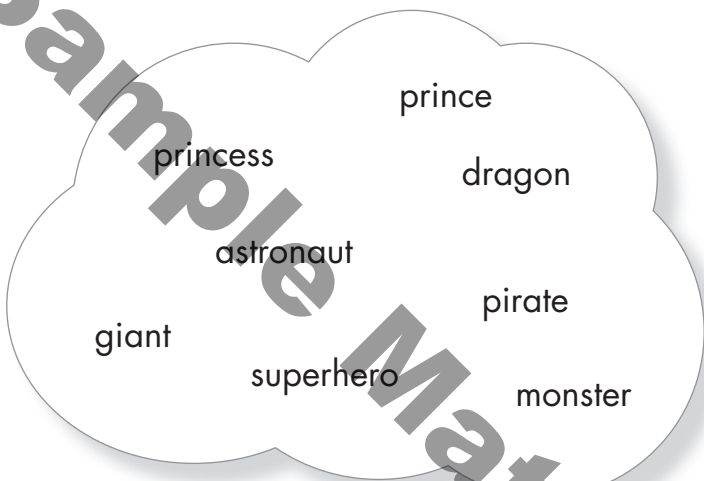 prince
princess
dragon
astronaut
pirate
giant
superhero
monster
Sample Mat